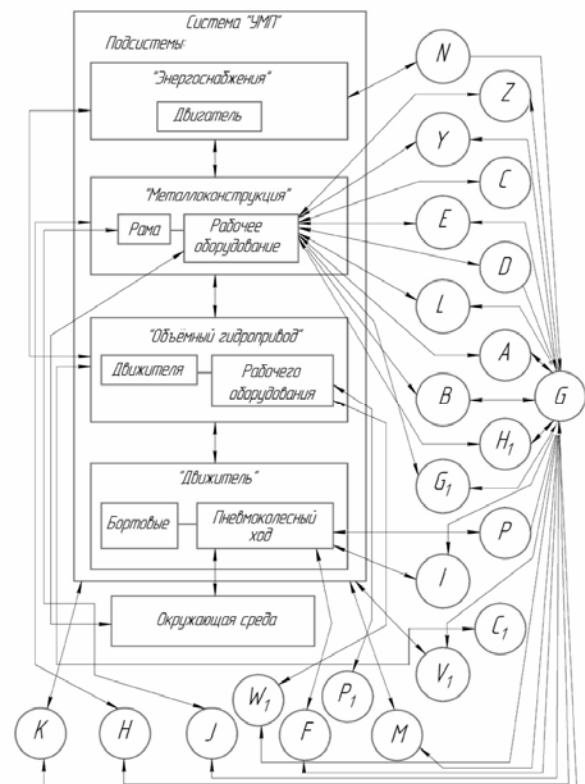 Система "УМП"
Подсистемы:
"Энергоснабжения"
Двигатель
"Металлоконструкция"
Рама
Рабочее
оборудование
"Объёмный гидропривод"
Движителя
Рабочего
оборудования
"Движитель"
Бортовые
Пневмоколесный
ход
Окружающая среда
N
Z
Y
C
E
D
L
A
B
G
H₁
G₁
P
I
C₁
V₁
W₁
P₁
K
H
J
F
M